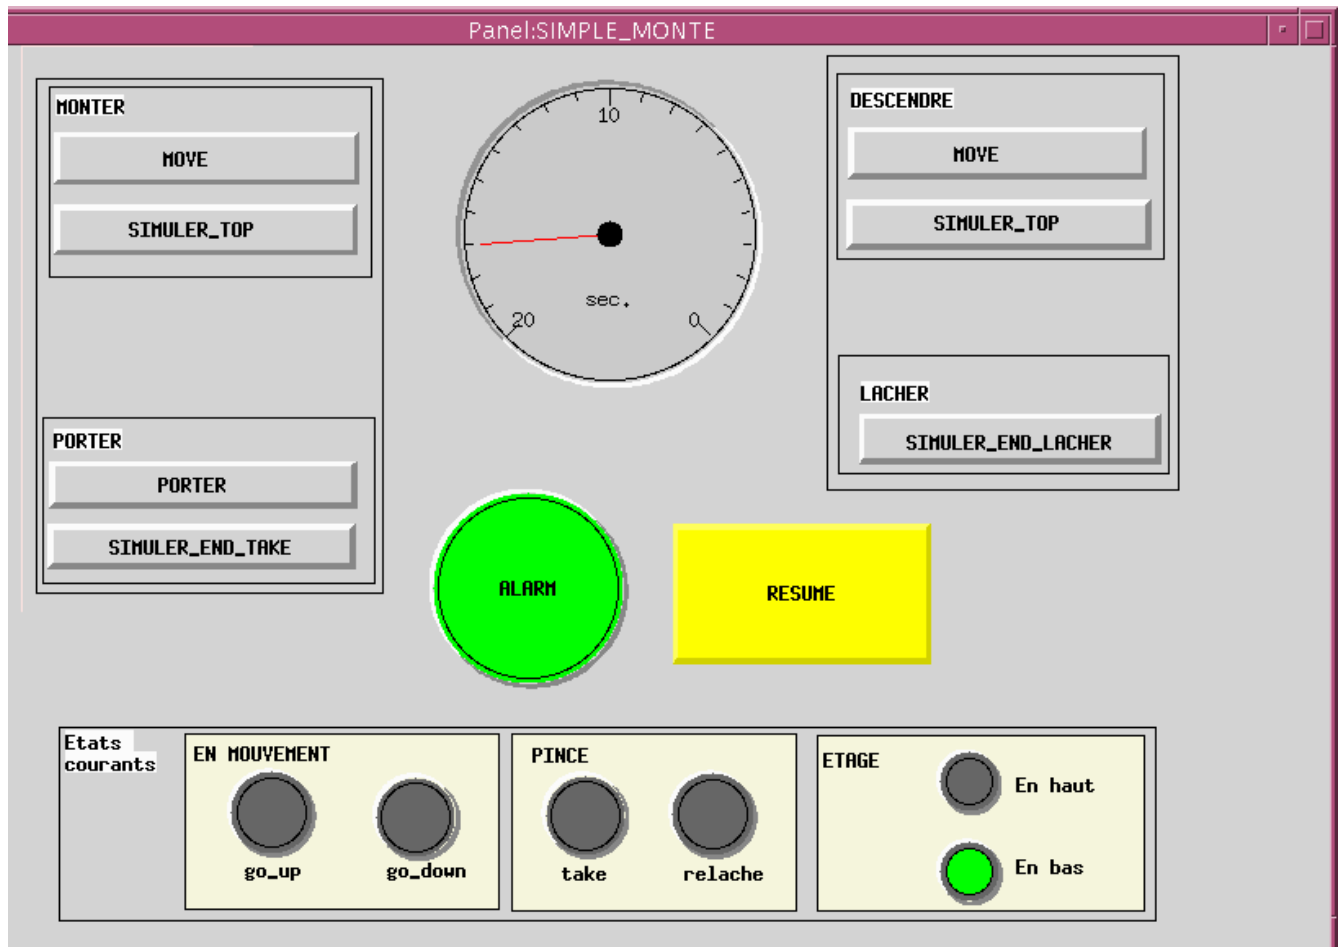 Panel:SIMPLE_MONTE
MONTER
MOVE
SIMULER_TOP
PORTER
PORTER
SIMULER_END_TAKE
10
sec.
20
0
DESCENDRE
MOVE
SIMULER_TOP
LACHER
SIMULER_END_LACHER
ALARM
RESUME
Etats
courants
EN MOUVEMENT
go_up
go_down
PINCE
take
relache
ETAGE
En haut
En bas